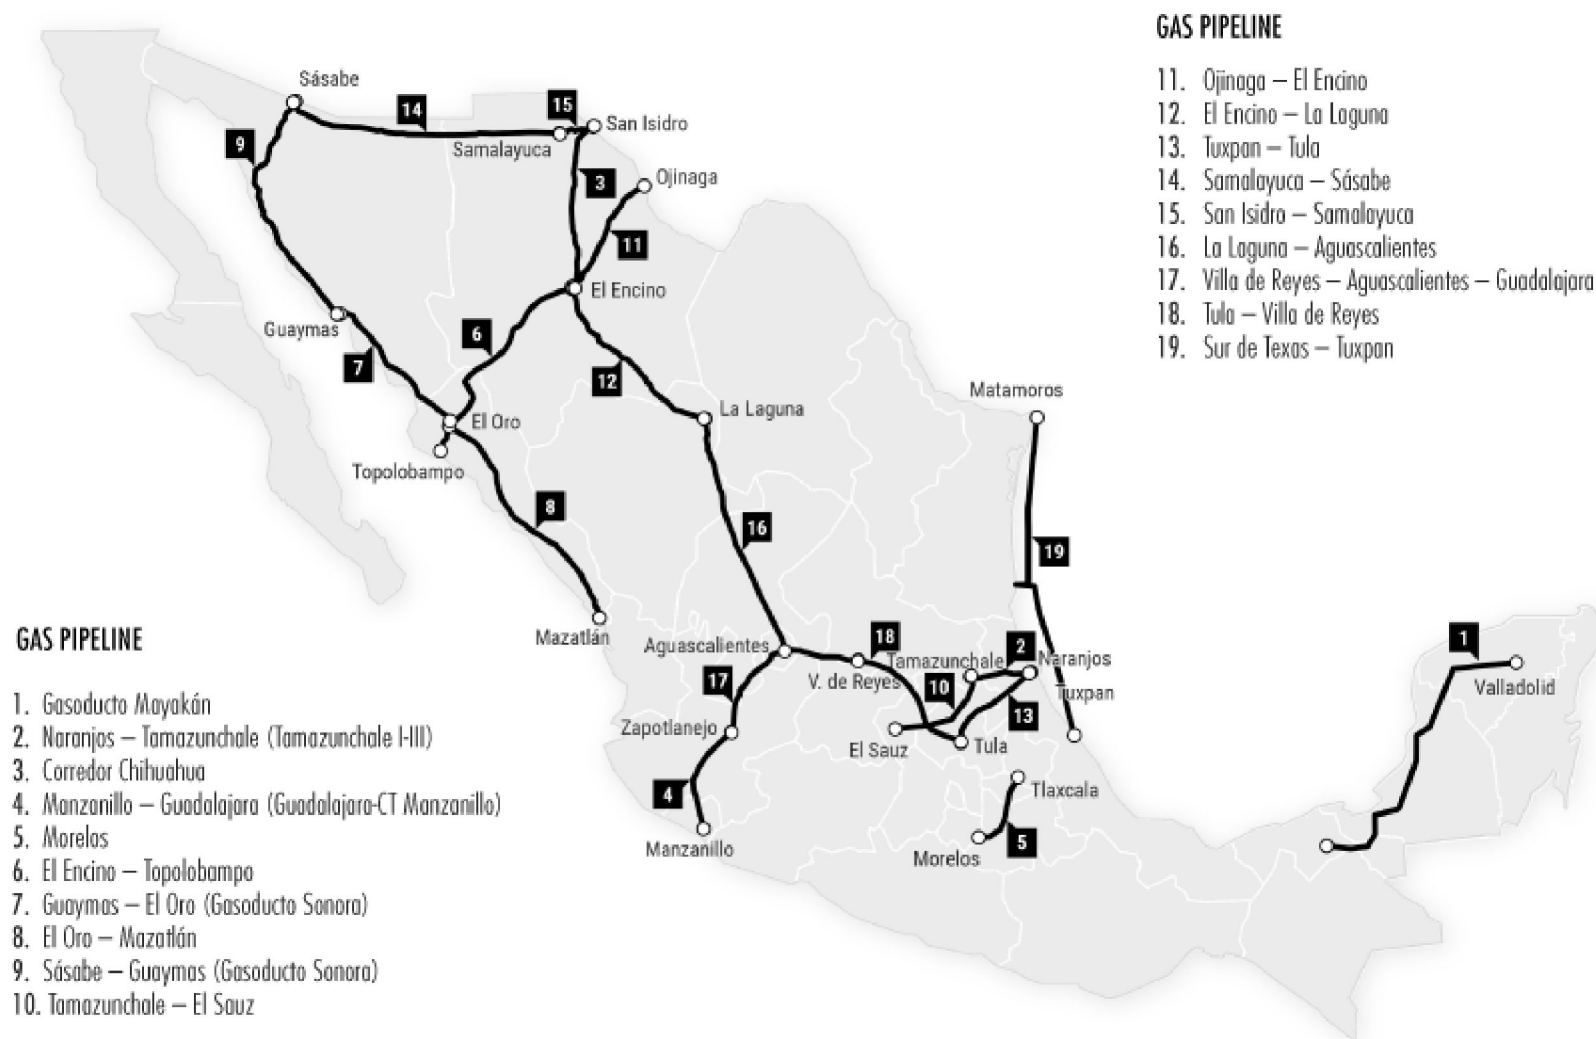 GAS PIPELINE
11. Ojinaga – El Encino
12. El Encino – La Laguna
13. Tuxpan – Tula
14. Samalayuca – Sásabe
15. San Isidro – Samalayuca
16. La Laguna – Aguascalientes
17. Villa de Reyes – Aguascalientes – Guadalajara
18. Tula – Villa de Reyes
19. Sur de Texas – Tuxpan
Sásabe
14
15
San Isidro
9
Samalayuca
3
Ojinaga
11
El Encino
Guaymas
6
7
12
Matamoros
La Laguna
El Oro
Topolobampo
8
16
19
Mazatlán
Aguascalientes
18
Tamazunchale
2
Naranjos
1
V. de Reyes
17
10
Tuxpan
Valladolid
13
Zapotlanejo
El Sauz
Tula
4
Tlaxcala
Manzanillo
Morelos
5
GAS PIPELINE
1. Gasoducto Mayakán
2. Naranjos – Tamazunchale (Tamazunchale I-III)
3. Corredor Chihuahua
4. Manzanillo – Guadalajara (Guadalajara-CT Manzanillo)
5. Morelos
6. El Encino – Topolobampo
7. Guaymas – El Oro (Gasoducto Sonora)
8. El Oro – Mazatlán
9. Sásabe – Guaymas (Gasoducto Sonora)
10. Tamazunchale – El Sauz